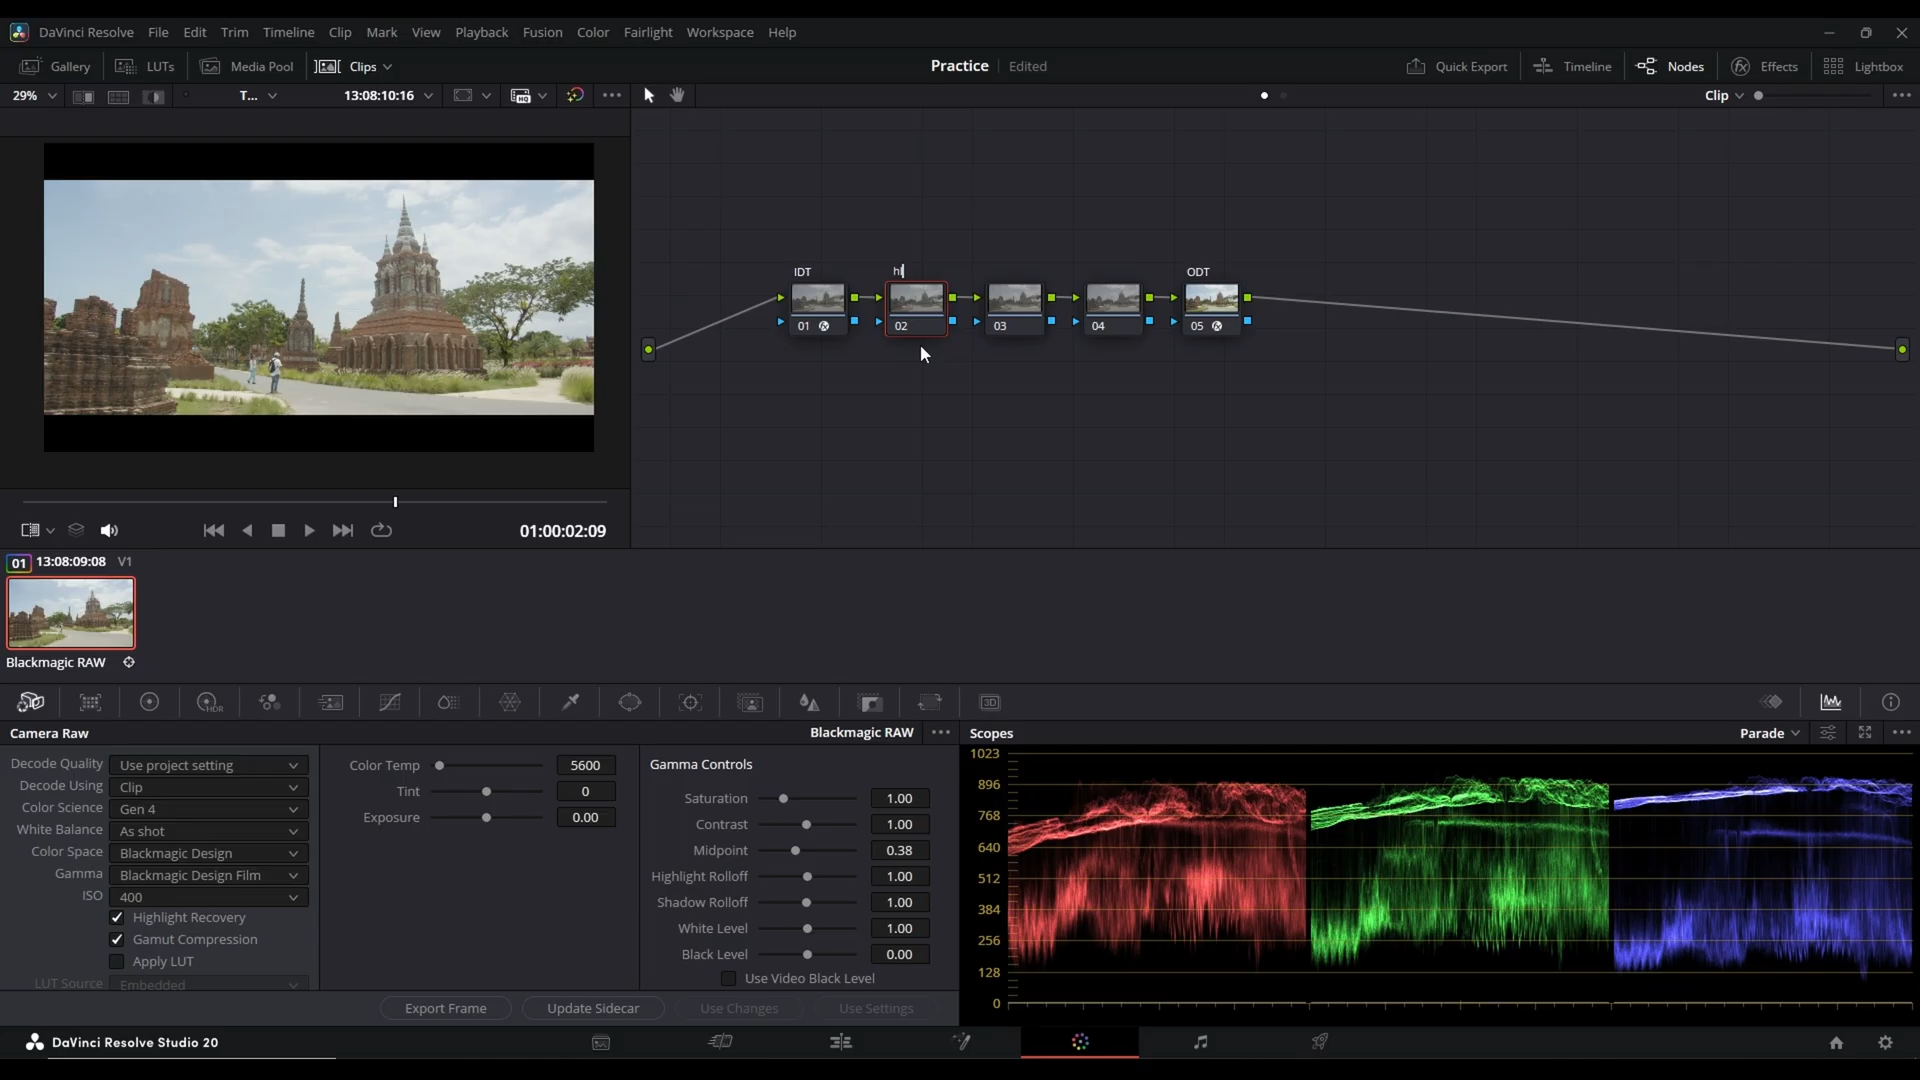 DaVinci Resolve File Edit Trim Timeline Clip Mark View Playback Fusion Color Fairlight Workspace Help
Gallery LUTs Media Pool Clips Practice Edited Quick Export Timeline Nodes Effects Lightbox
29% T... 13:08:10:16 HQ Clip
IDT hl ODT
01 02 03 04 05
01:00:02:09
01 13:08:09:08 V1
Blackmagic RAW
HDR 3D
Camera Raw Blackmagic RAW Scopes Parade
Decode Quality Use project setting
Decode Using Clip
Color Science Gen 4
White Balance As shot
Color Space Blackmagic Design
Gamma Blackmagic Design Film
ISO 400
Highlight Recovery
Gamut Compression
Apply LUT
LUT Source Embedded
Color Temp 5600
Tint 0
Exposure 0.00
Gamma Controls
Saturation 1.00
Contrast 1.00
Midpoint 0.38
Highlight Rolloff 1.00
Shadow Rolloff 1.00
White Level 1.00
Black Level 0.00
Use Video Black Level
Export Frame Update Sidecar Use Changes Use Settings
1023
896
768
640
512
384
256
128
0
DaVinci Resolve Studio 20